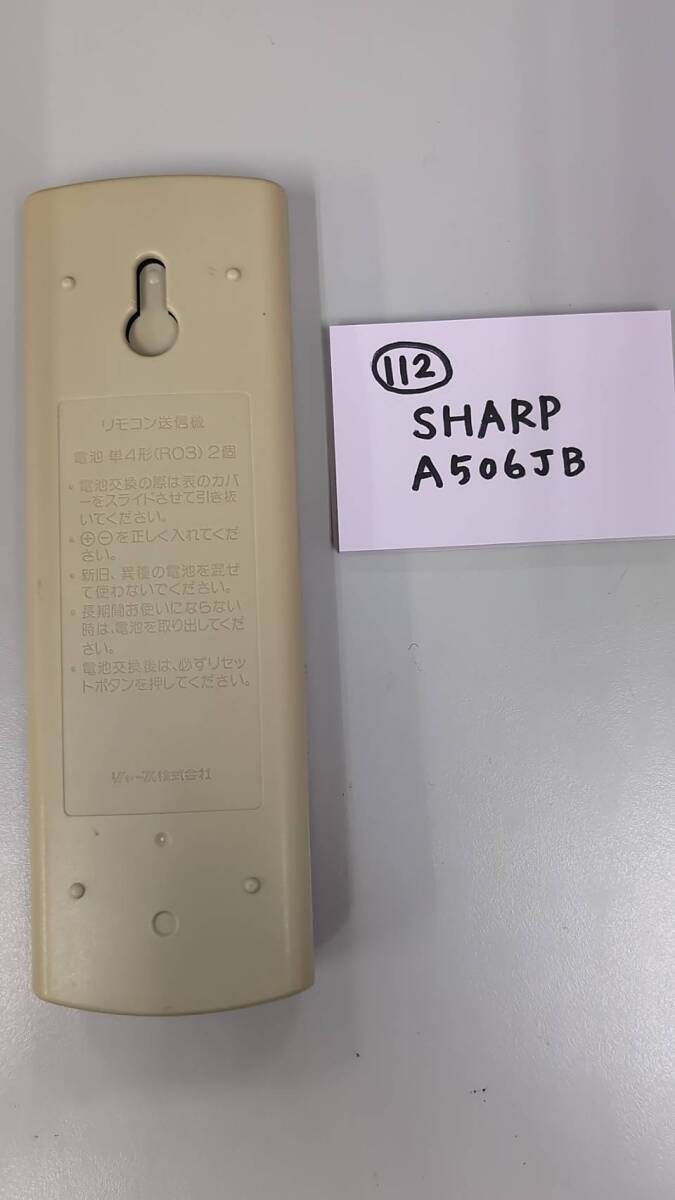 リモコン送信機
電池 単4形(R03)2個
• 電池交換の際は表のカバ
ーをスライドさせて引き抜
いてください。
• ⊕⊖を正しく入れてくだ
さい。
• 新旧、異種の電池を混ぜ
て使わないでください。
• 長期間お使いにならない
時は、電池を取り出してくだ
さい。
• 電池交換後は、必ずリセッ
トボタンを押してください。
シャープ株式会社
112
SHARP
A506JB